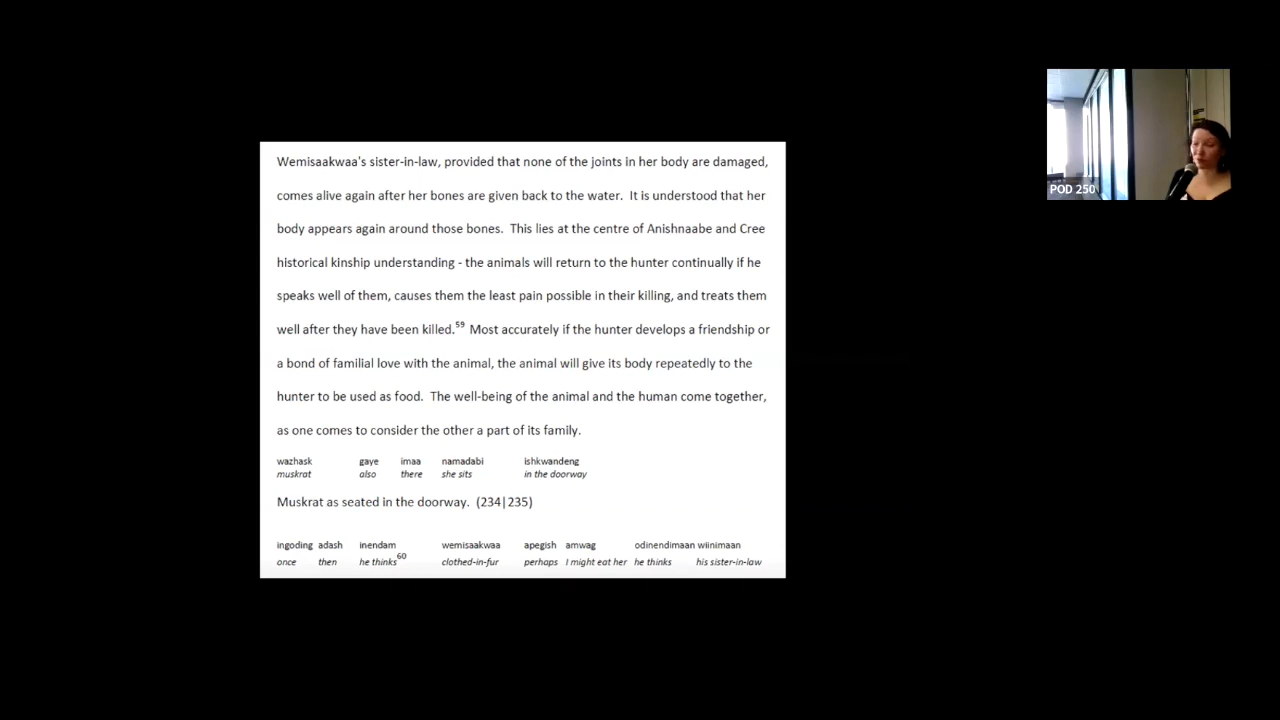 Wemisaakwaa's sister-in-law, provided that none of the joints in her body are damaged,
comes alive again after her bones are given back to the water.  It is understood that her
body appears again around those bones.  This lies at the centre of Anishnaabe and Cree
historical kinship understanding - the animals will return to the hunter continually if he
speaks well of them, causes them the least pain possible in their killing, and treats them
well after they have been killed.59  Most accurately if the hunter develops a friendship or
a bond of familial love with the animal, the animal will give its body repeatedly to the
hunter to be used as food.  The well-being of the animal and the human come together,
as one comes to consider the other a part of its family.
wazhask gaye imaa namadabi ishkwandeng
muskrat also there she sits in the doorway
Muskrat as seated in the doorway.  (234|235)
ingoding adash inendam wemisaakwaa apegish amwag odinendimaan wiinimaan
once then he thinks60 clothed-in-fur perhaps I might eat her he thinks his sister-in-law
POD 250